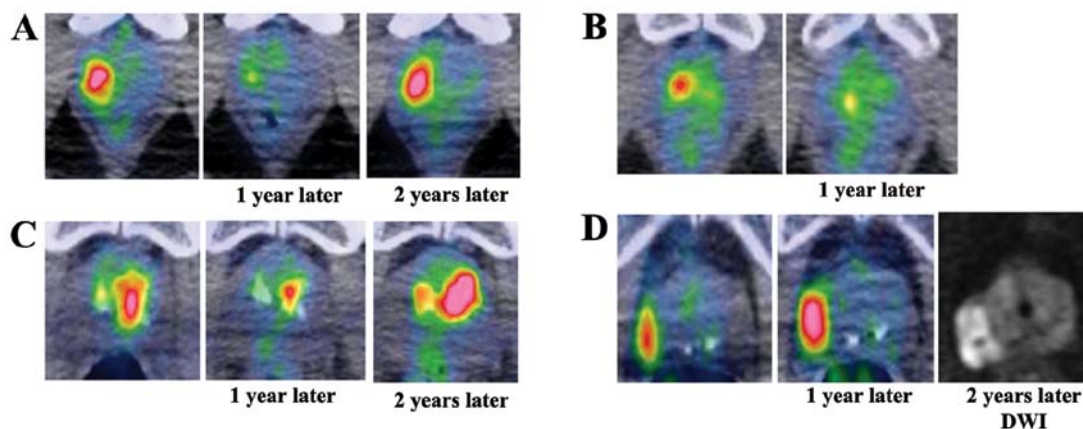 A
B
1 year later
2 years later
1 year later
C
D
1 year later
2 years later
1 year later
2 years later
DWI